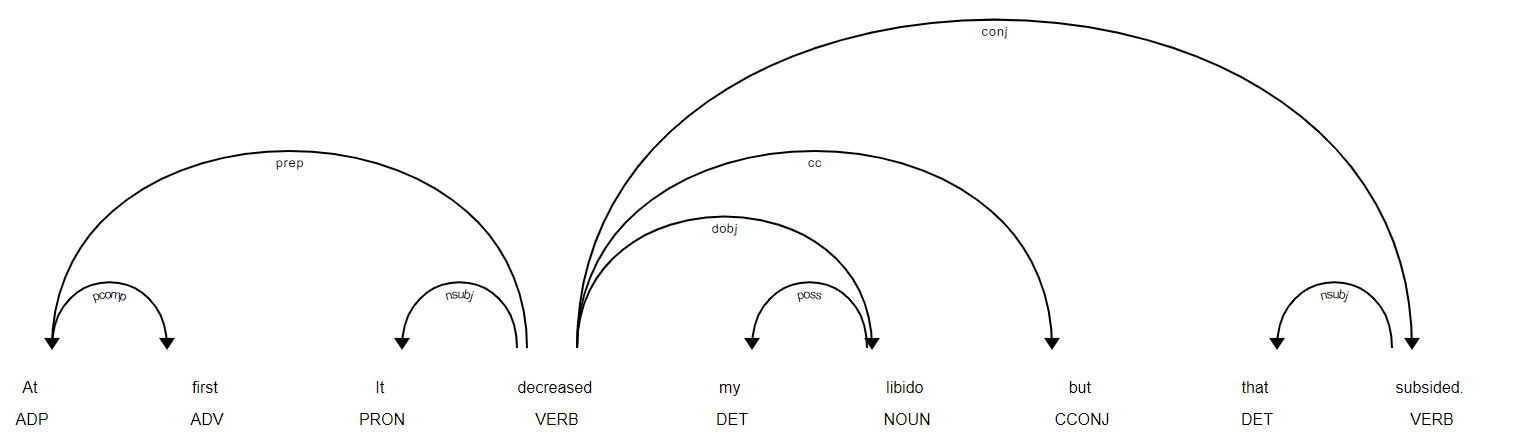 conj
prep
cc
dobj
pcomp nsubj poss nsubj
At first It decreased my libido but that subsided.
ADP ADV PRON VERB DET NOUN CCONJ DET VERB